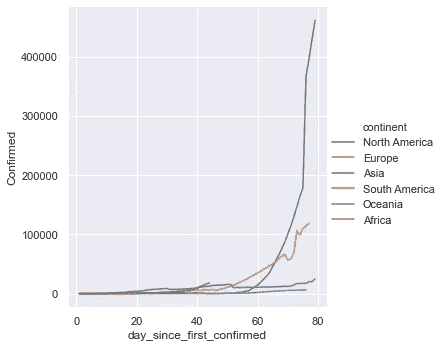 400000
300000
200000
100000
0
Confirmed
0
20
40
60
80
day_since_first_confirmed
continent
North America
Europe
Asia
South America
Oceania
Africa